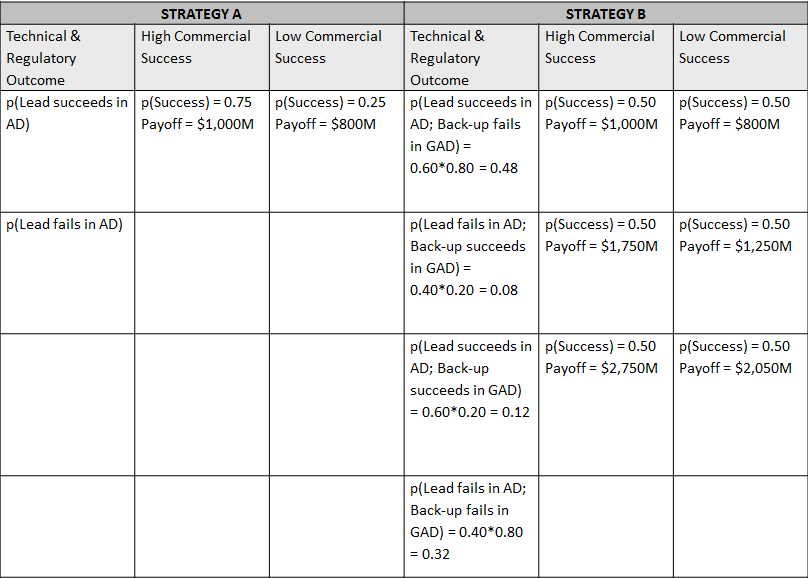 STRATEGY A
STRATEGY B
Technical &
Regulatory
Outcome
High Commercial
Success
Low Commercial
Success
Technical &
Regulatory
Outcome
High Commercial
Success
Low Commercial
Success
p(Lead succeeds in
AD)
p(Success) = 0.75
Payoff = $1,000M
p(Success) = 0.25
Payoff = $800M
p(Lead succeeds in
AD; Back-up fails
in GAD) =
0.60*0.80 = 0.48
p(Success) = 0.50
Payoff = $1,000M
p(Success) = 0.50
Payoff = $800M
p(Lead fails in AD)
p(Lead fails in AD;
Back-up succeeds
in GAD) =
0.40*0.20 = 0.08
p(Success) = 0.50
Payoff = $1,750M
p(Success) = 0.50
Payoff = $1,250M
p(Lead succeeds in
AD; Back-up
succeeds in GAD)
= 0.60*0.20 = 0.12
p(Success) = 0.50
Payoff = $2,750M
p(Success) = 0.50
Payoff = $2,050M
p(Lead fails in AD;
Back-up fails in
GAD) = 0.40*0.80
= 0.32